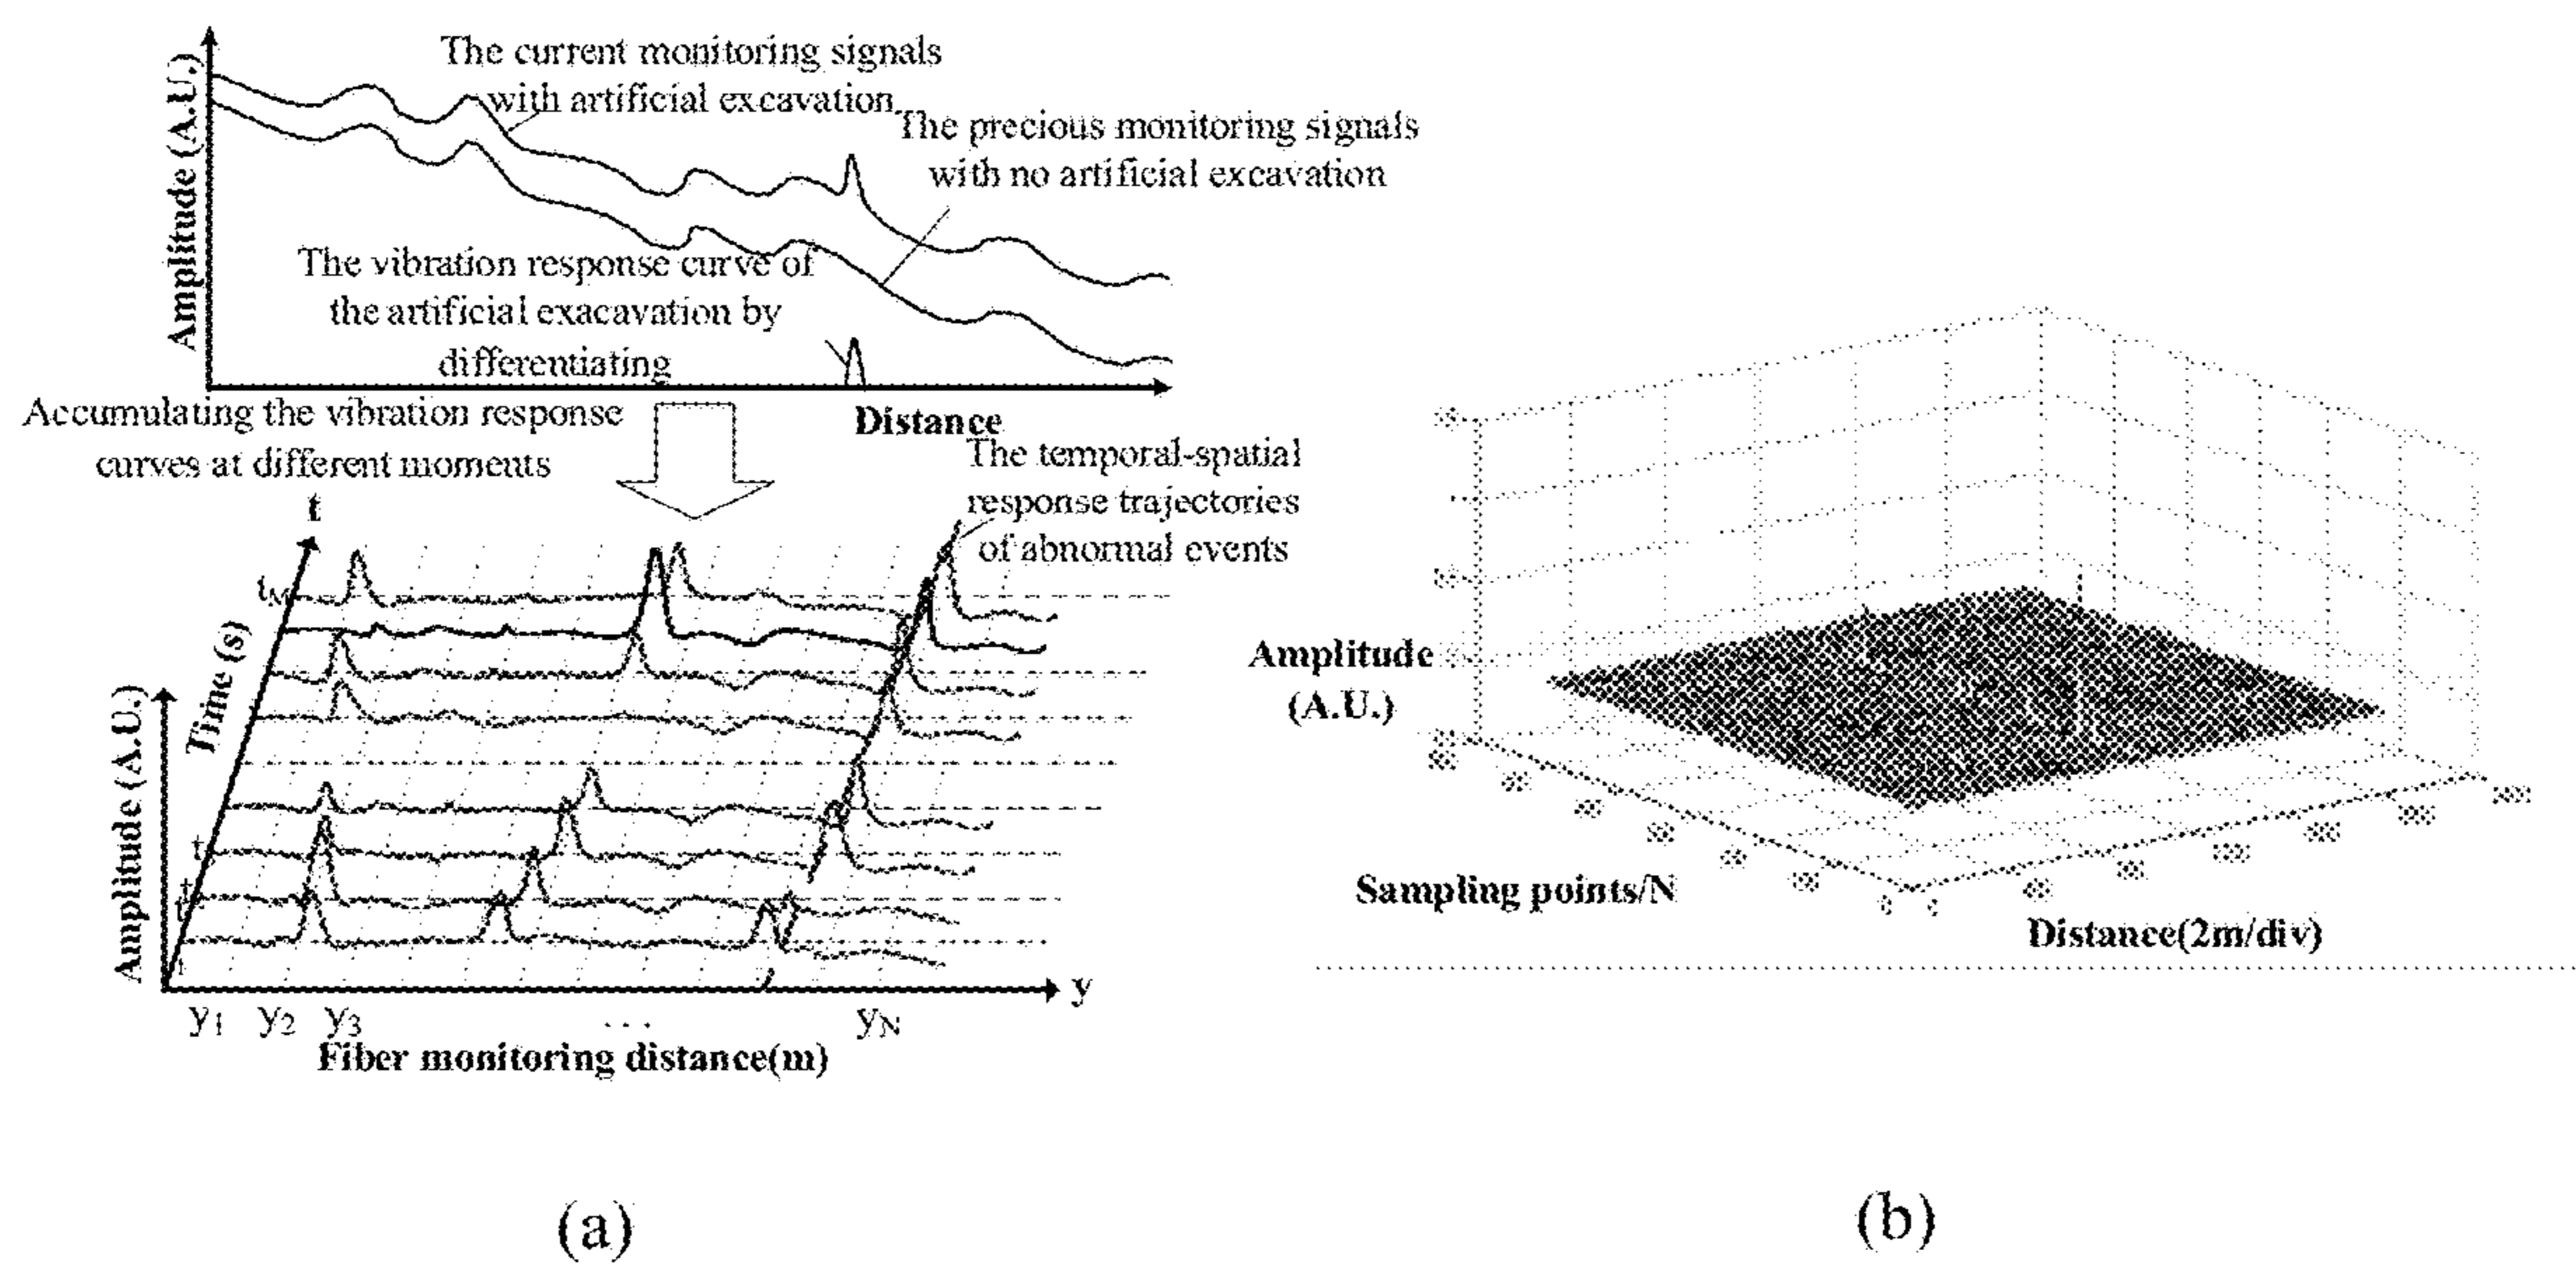 The current monitoring signals
with artificial excavation
The precious monitoring signals
with no artificial excavation
Amplitude (A.U.)
The vibration response curve of
the artificial exacavation by
differentiating
Distance
Accumulating the vibration response
curves at different moments
The temporal-spatial
response trajectories
of abnormal events
t
tM
Time (s)
Amplitude (A.U.)
t
y
y1 y2 y3 ... yN
Fiber monitoring distance(m)
(a)
Amplitude
(A.U.)
Sampling points/N
Distance(2m/div)
(b)